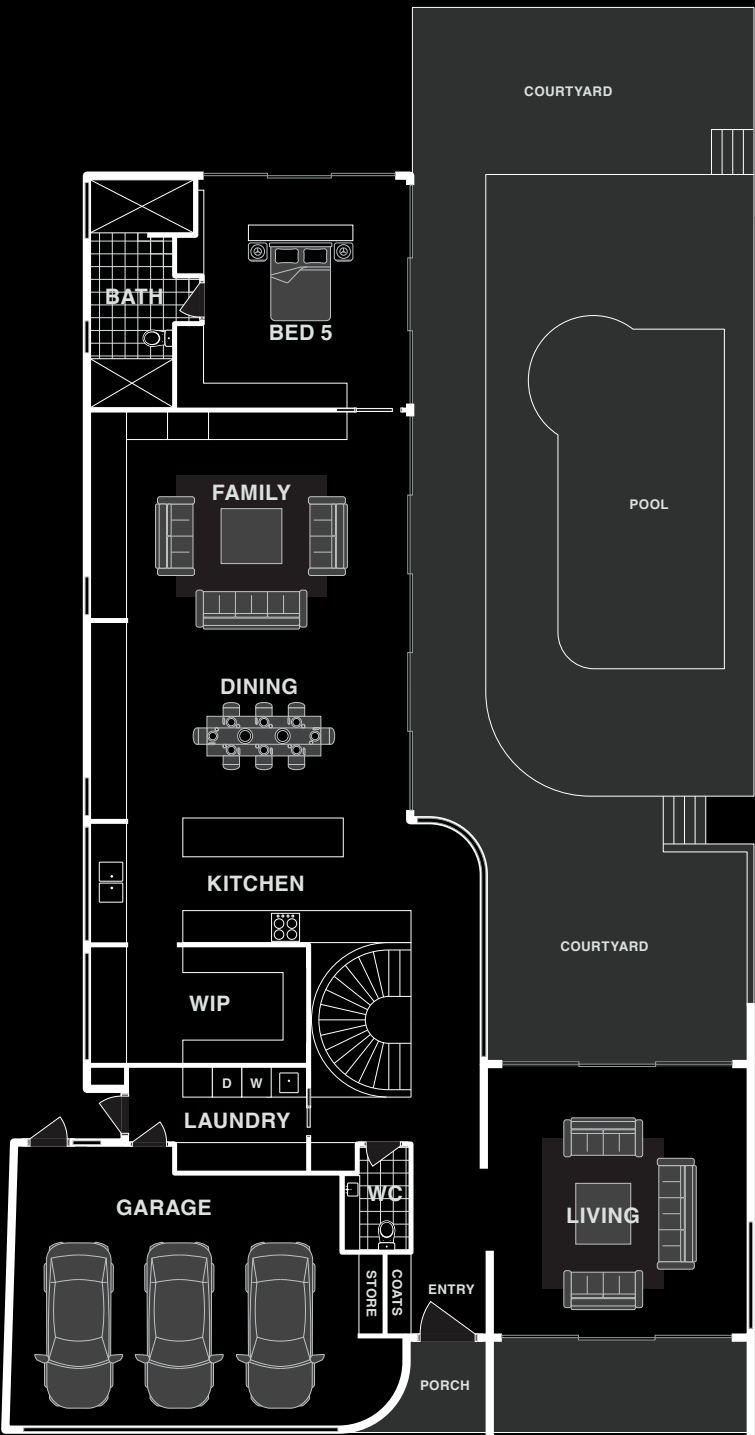 COURTYARD
BATH
BED 5
FAMILY
POOL
DINING
KITCHEN
COURTYARD
WIP
D
W
LAUNDRY
WC
GARAGE
LIVING
STORE
COATS
ENTRY
PORCH